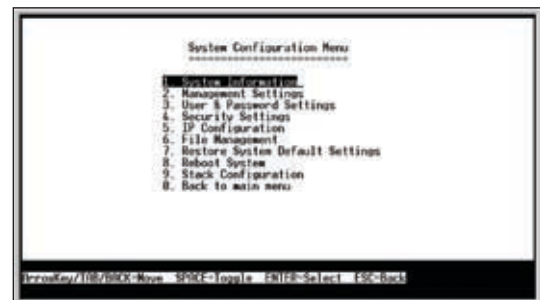 System Configuration Menu
========================
1. System Information
2. Management Settings
3. User & Password Settings
4. Security Settings
5. IP Configuration
6. File Management
7. Restore System Default Settings
8. Reboot System
9. Stack Configuration
0. Back to main menu
ArrowKey/TAB/BACK=Move SPACE=Toggle ENTER=Select ESC=Back